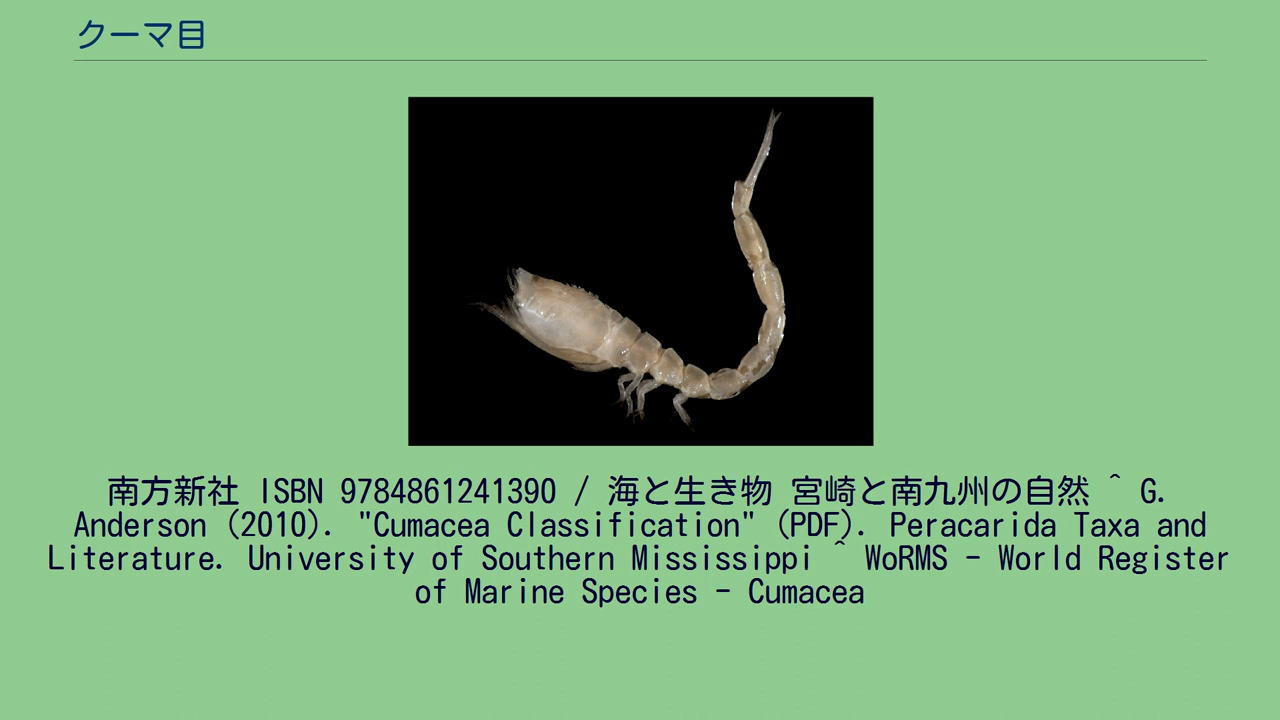 クーマ目
南方新社 ISBN 9784861241390 / 海と生き物 宮崎と南九州の自然 ^ G.
Anderson (2010). "Cumacea Classification" (PDF). Peracarida Taxa and
Literature. University of Southern Mississippi ^ WoRMS - World Register
of Marine Species - Cumacea